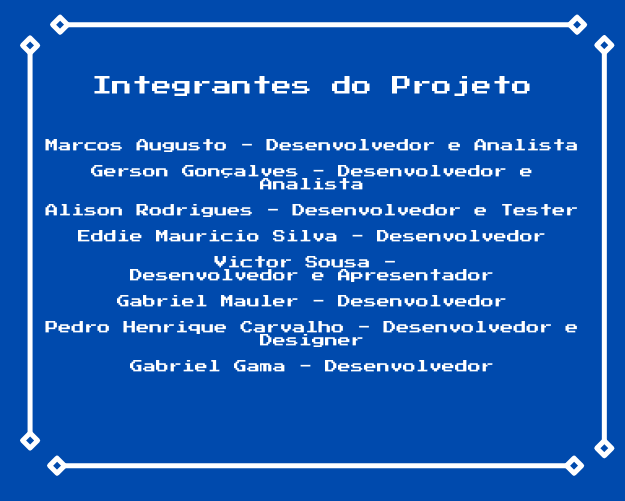 Integrantes do Projeto
Marcos Augusto - Desenvolvedor e Analista
Gerson Gonçalves - Desenvolvedor e
Analista
Alison Rodrigues - Desenvolvedor e Tester
Eddie Mauricio Silva - Desenvolvedor
Victor Sousa -
Desenvolvedor e Apresentador
Gabriel Mauler - Desenvolvedor
Pedro Henrique Carvalho - Desenvolvedor e
Designer
Gabriel Gama - Desenvolvedor